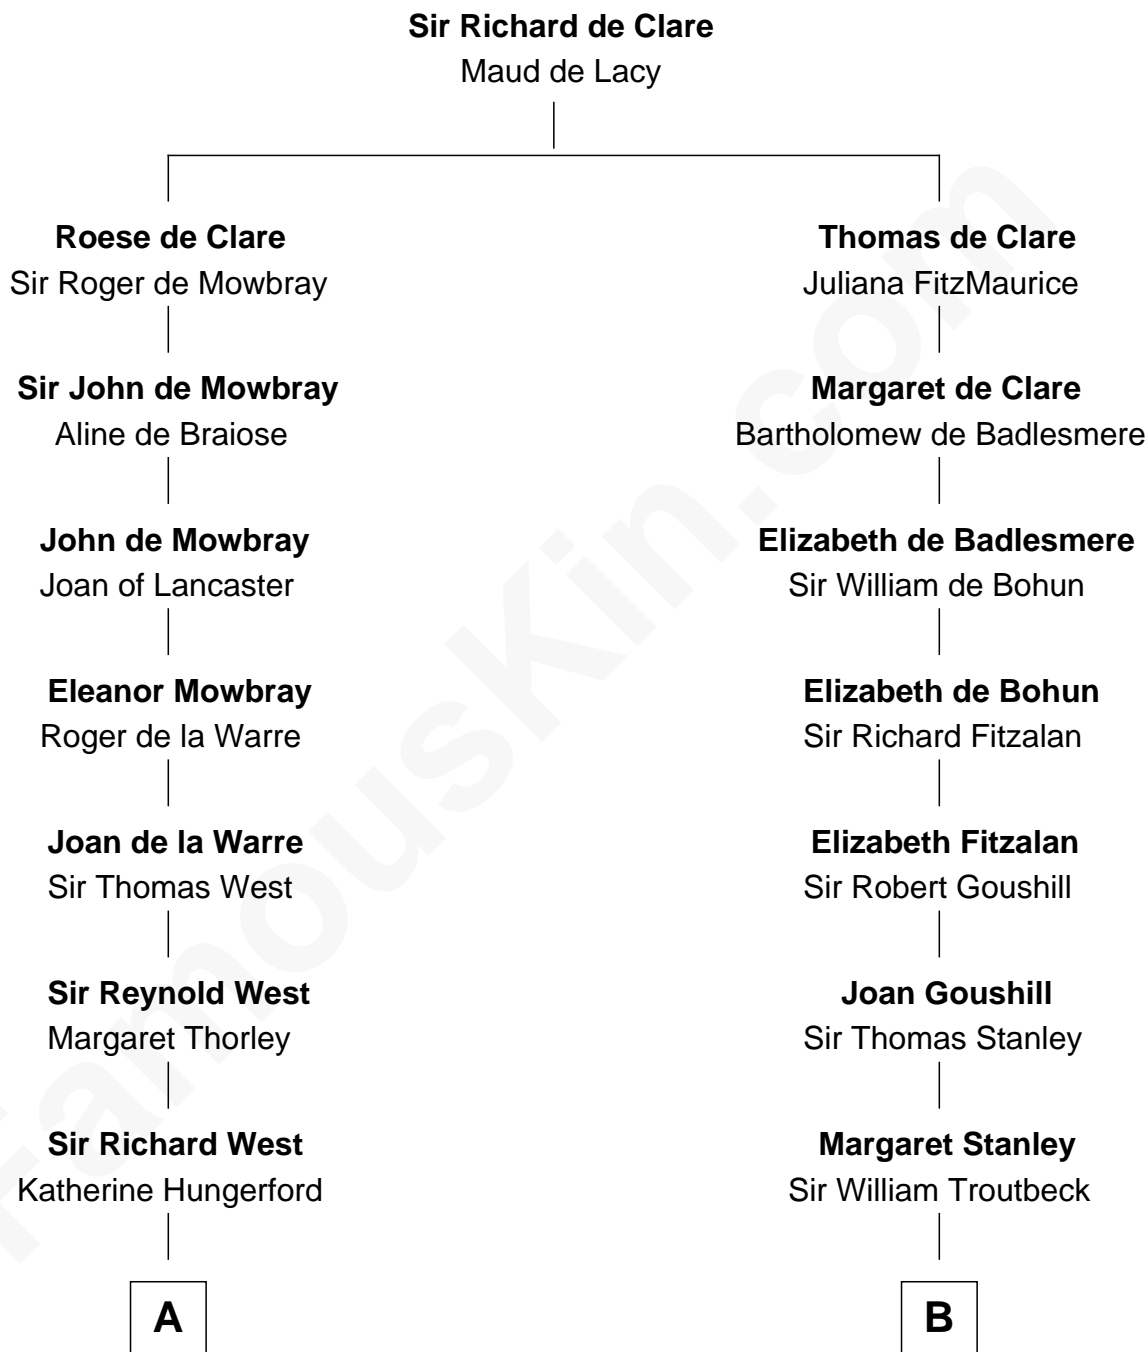 Sir Richard de Clare
Maud de Lacy
Roese de Clare
Sir Roger de Mowbray
Thomas de Clare
Juliana FitzMaurice
Sir John de Mowbray
Aline de Braiose
Margaret de Clare
Bartholomew de Badlesmere
John de Mowbray
Joan of Lancaster
Elizabeth de Badlesmere
Sir William de Bohun
Eleanor Mowbray
Roger de la Warre
Elizabeth de Bohun
Sir Richard Fitzalan
Joan de la Warre
Sir Thomas West
Elizabeth Fitzalan
Sir Robert Goushill
Sir Reynold West
Margaret Thorley
Joan Goushill
Sir Thomas Stanley
Sir Richard West
Katherine Hungerford
Margaret Stanley
Sir William Troutbeck
A
B
FamousKin.com